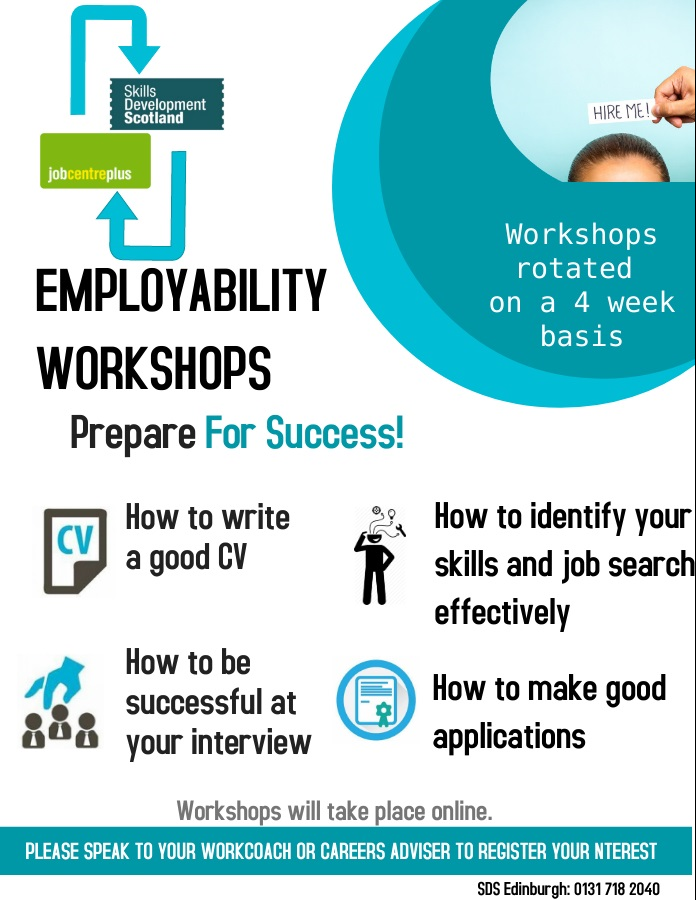 Skills
Development
Scotland
jobcentreplus
HIRE ME!
Workshops
rotated
on a 4 week
basis
EMPLOYABILITY
WORKSHOPS
Prepare For Success!
CV
How to write
a good CV
How to identify your
skills and job search
effectively
How to be
successful at
your interview
How to make good
applications
Workshops will take place online.
PLEASE SPEAK TO YOUR WORKCOACH OR CAREERS ADVISER TO REGISTER YOUR NTEREST
SDS Edinburgh: 0131 718 2040